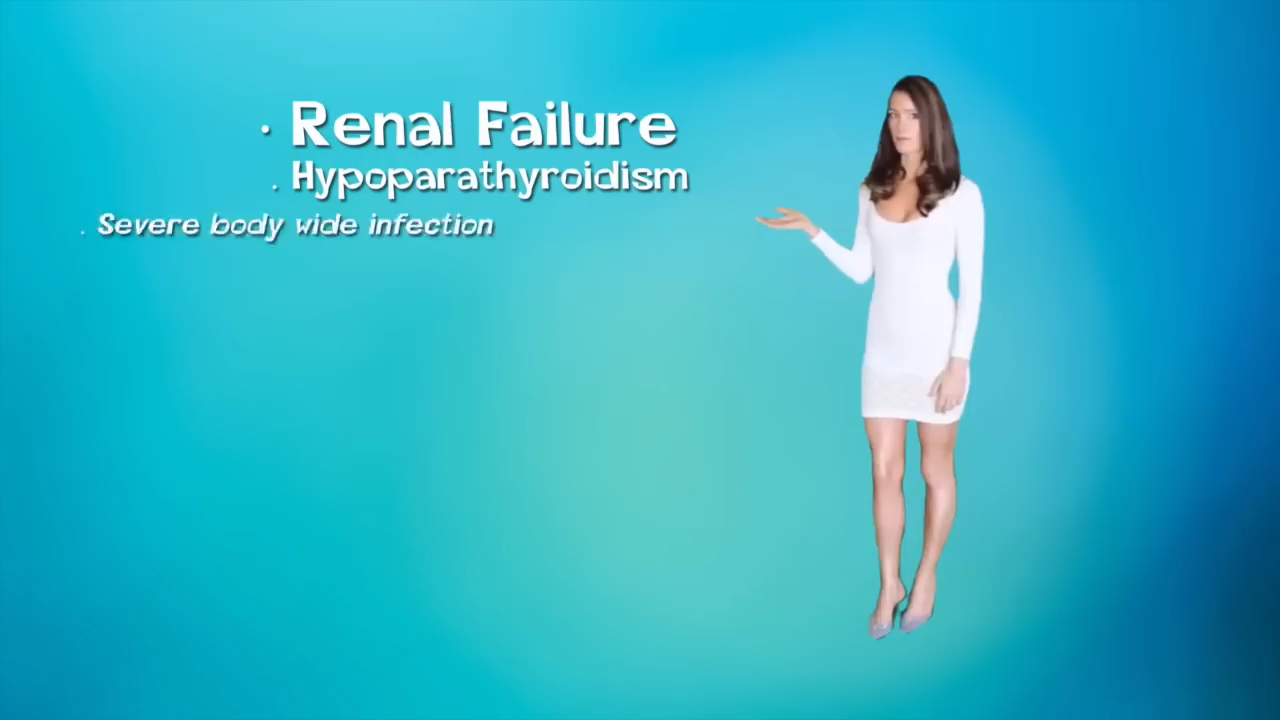 · Renal Failure
· Hypoparathyroidism
· Severe body wide infection